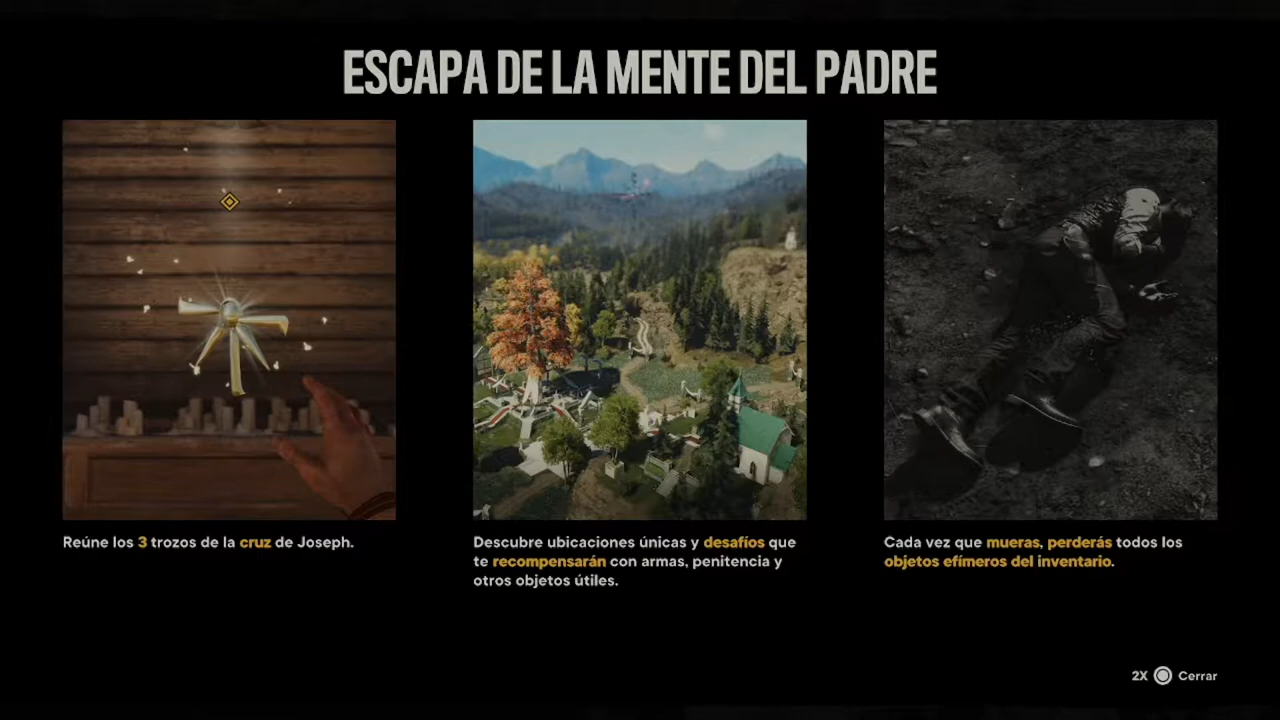 ESCAPA DE LA MENTE DEL PADRE
Reúne los 3 trozos de la cruz de Joseph.
Descubre ubicaciones únicas y desafíos que
te recompensarán con armas, penitencia y
otros objetos útiles.
Cada vez que mueras, perderás todos los
objetos efímeros del inventario.
2X Cerrar